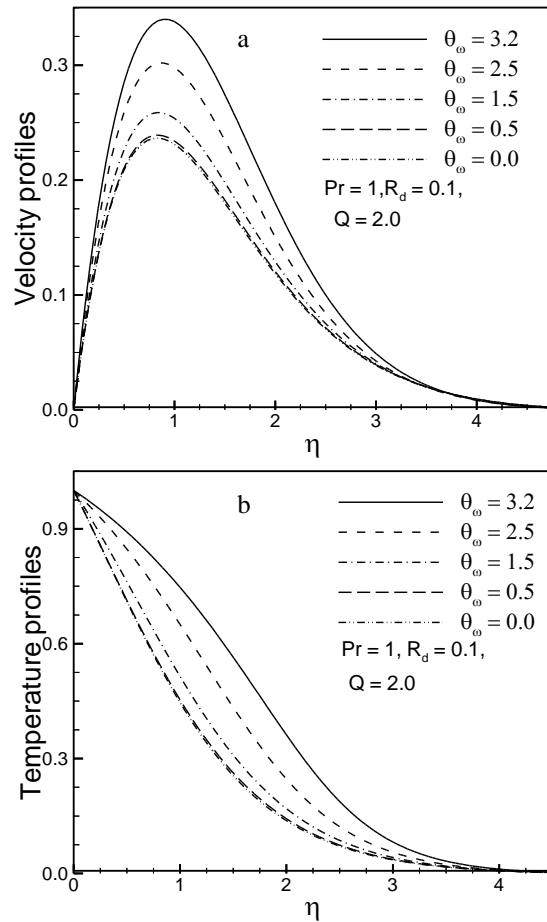 a
θω = 3.2
θω = 2.5
θω = 1.5
θω = 0.5
θω = 0.0
Pr = 1,Rd = 0.1,
Q = 2.0
Velocity profiles
0.3
0.2
0.1
0.0
0 1 2 3 4
η
b
θω = 3.2
θω = 2.5
θω = 1.5
θω = 0.5
θω = 0.0
Pr = 1, Rd = 0.1,
Q = 2.0
Temperature profiles
0.9
0.6
0.3
0.0
0 1 2 3 4
η